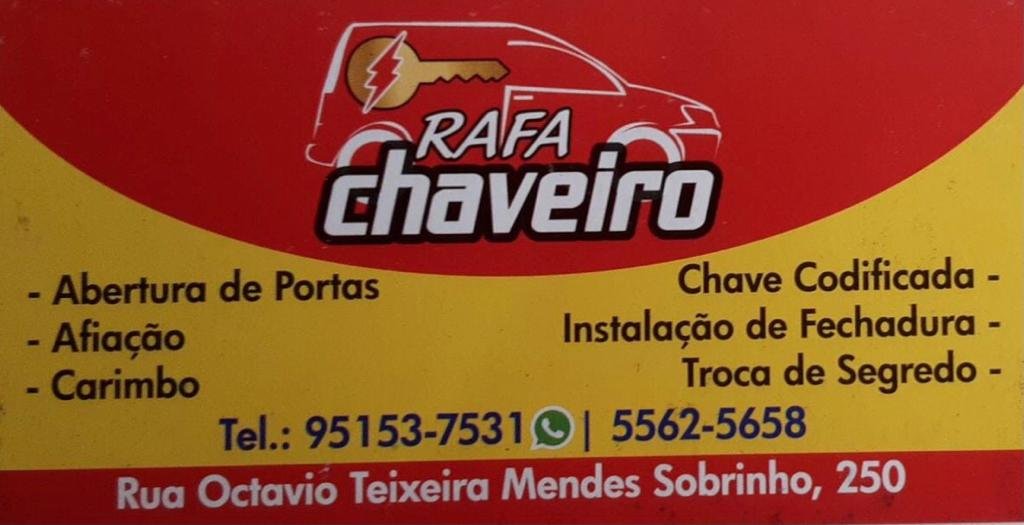 RAFA
chaveiro
- Abertura de Portas
- Afiação
- Carimbo
Chave Codificada -
Instalação de Fechadura -
Troca de Segredo -
Tel.: 95153-7531 | 5562-5658
Rua Octavio Teixeira Mendes Sobrinho, 250